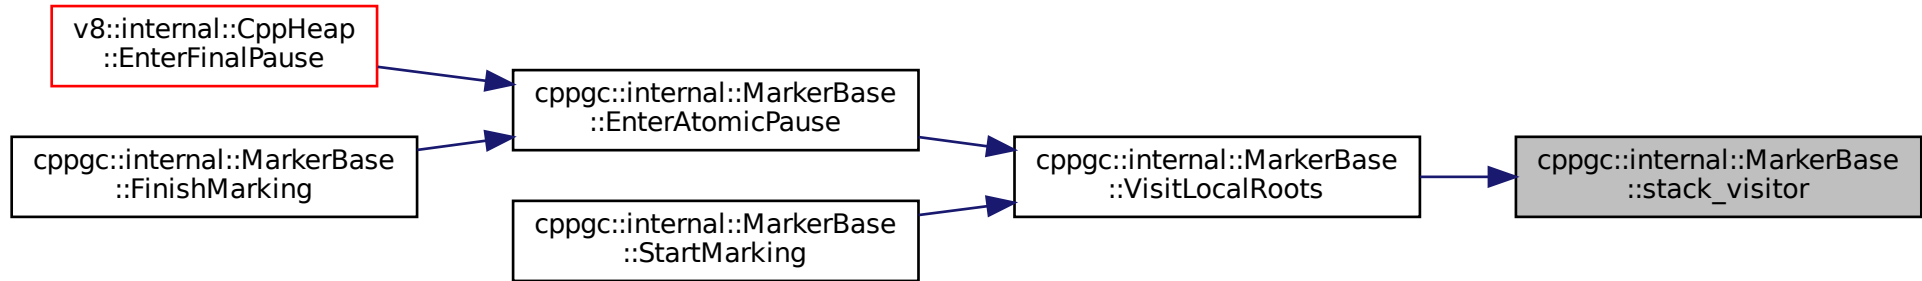 v8::internal::CppHeap
::EnterFinalPause
cppgc::internal::MarkerBase
::FinishMarking
cppgc::internal::MarkerBase
::EnterAtomicPause
cppgc::internal::MarkerBase
::StartMarking
cppgc::internal::MarkerBase
::VisitLocalRoots
cppgc::internal::MarkerBase
::stack_visitor